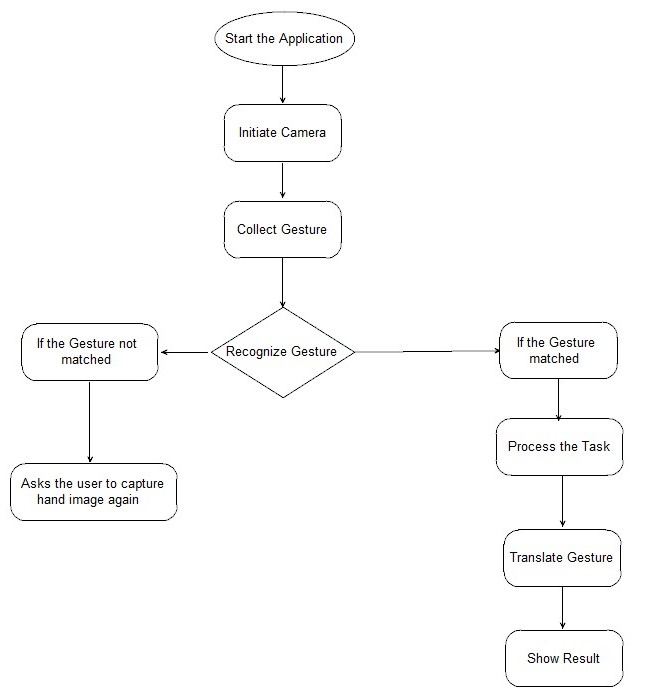 Start the Application
Initiate Camera
Collect Gesture
Recognize Gesture
If the Gesture not
matched
Asks the user to capture
hand image again
If the Gesture
matched
Process the Task
Translate Gesture
Show Result